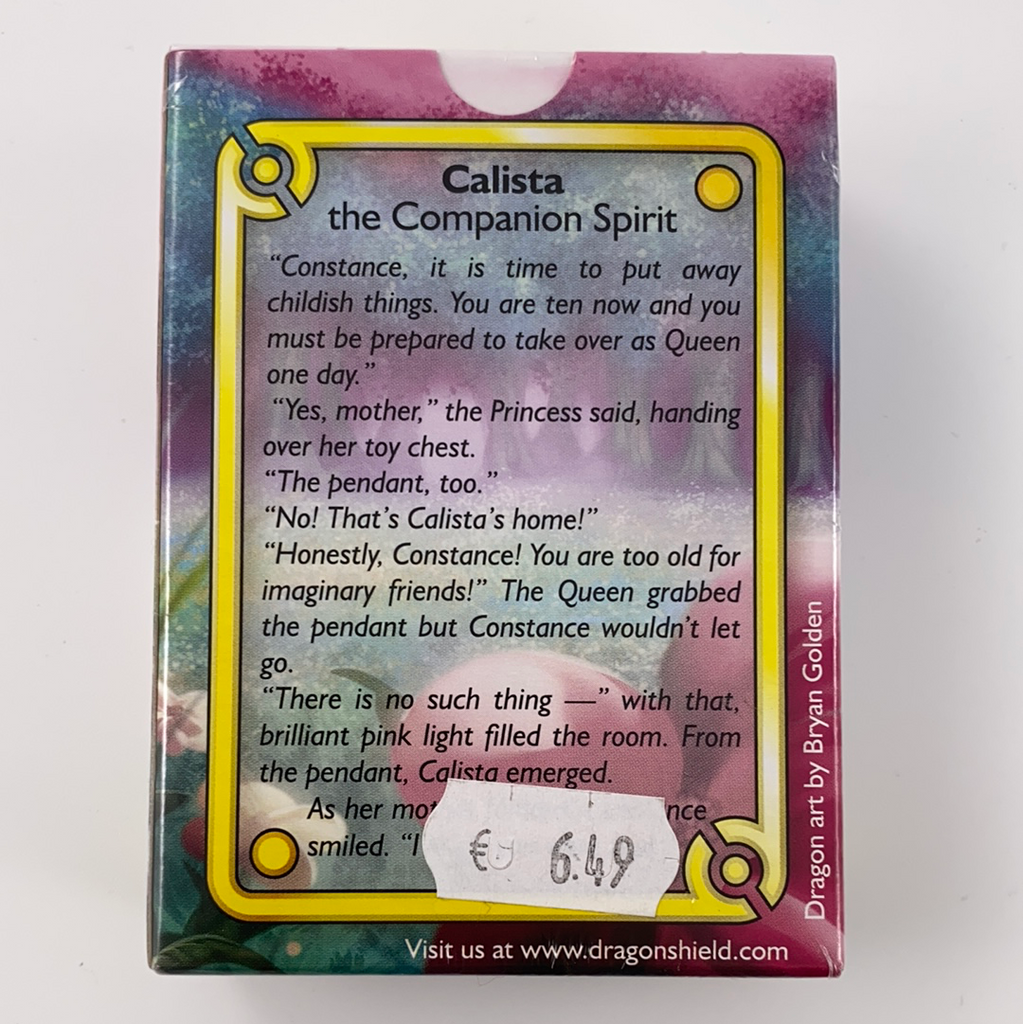 Calista
the Companion Spirit
“Constance, it is time to put away
childish things. You are ten now and you
must be prepared to take over as Queen
one day.”
“Yes, mother,” the Princess said, handing
over her toy chest.
“The pendant, too.”
“No! That’s Calista’s home!”
“Honestly, Constance! You are too old for
imaginary friends!” The Queen grabbed
the pendant but Constance wouldn’t let
go.
“There is no such thing —” with that,
brilliant pink light filled the room. From
the pendant, Calista emerged.
As her
smiled.
€ 6.49
Visit us at www.dragonshield.com
Dragon art by Bryan Golden